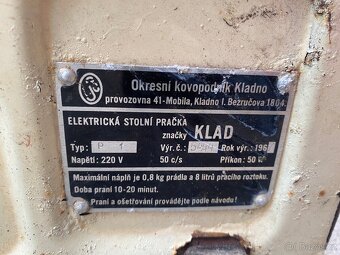 Okresní kovopodnik Kladno
provozovna 41-Mobila, Kladno I. Bezručova 1804.
ELEKTRICKÁ STOLNÍ PRAČKA
značky KLAD
Typ: P 1 Výr. č.: Rok výr.: 196
Napětí: 220 V 50 c/s Příkon: 50 W
Maximální náplň je 0,8 kg prádla a 8 litrů pracího roztoku.
Doba praní 10-20 minut.
Praní a ošetřování provádějte podle návodu!